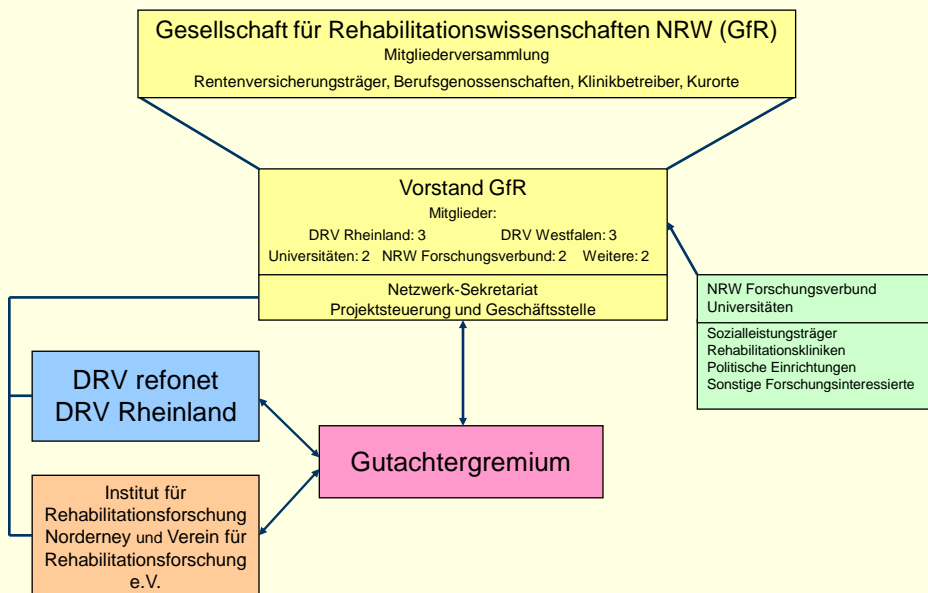 Gesellschaft für Rehabilitationswissenschaften NRW (GfR)
Mitgliederversammlung
Rentenversicherungsträger, Berufsgenossenschaften, Klinikbetreiber, Kurorte
Vorstand GfR
Mitglieder:
DRV Rheinland: 3 DRV Westfalen: 3
Universitäten: 2 NRW Forschungsverbund: 2 Weitere: 2
Netzwerk-Sekretariat
Projektsteuerung und Geschäftsstelle
NRW Forschungsverbund
Universitäten
Sozialleistungsträger
Rehabilitationskliniken
Politische Einrichtungen
Sonstige Forschungsinteressierte
DRV refonet
DRV Rheinland
Gutachtergremium
Institut für
Rehabilitationsforschung
Norderney und Verein für
Rehabilitationsforschung
e.V.